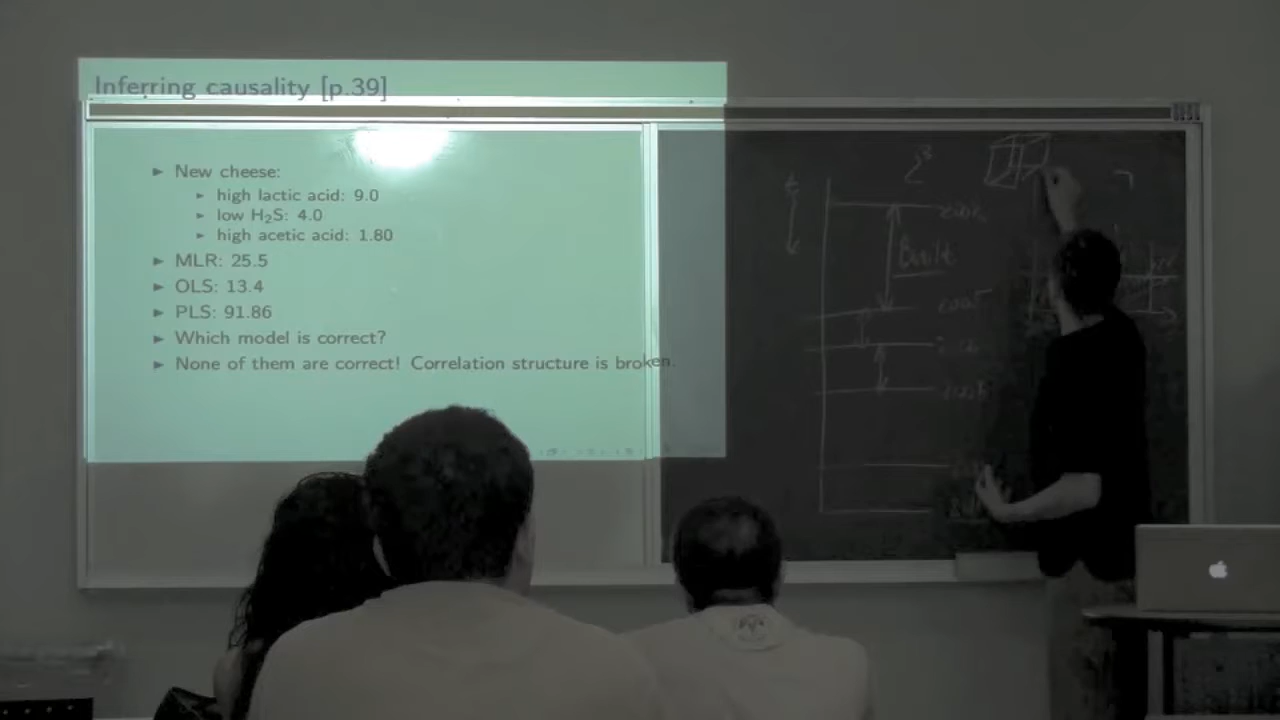 Inferring causality [p.39]
► New cheese:
► high lactic acid: 9.0
► low H₂S: 4.0
► high acetic acid: 1.80
► MLR: 25.5
► OLS: 13.4
► PLS: 91.86
► Which model is correct?
► None of them are correct! Correlation structure is broken.
2³
Built